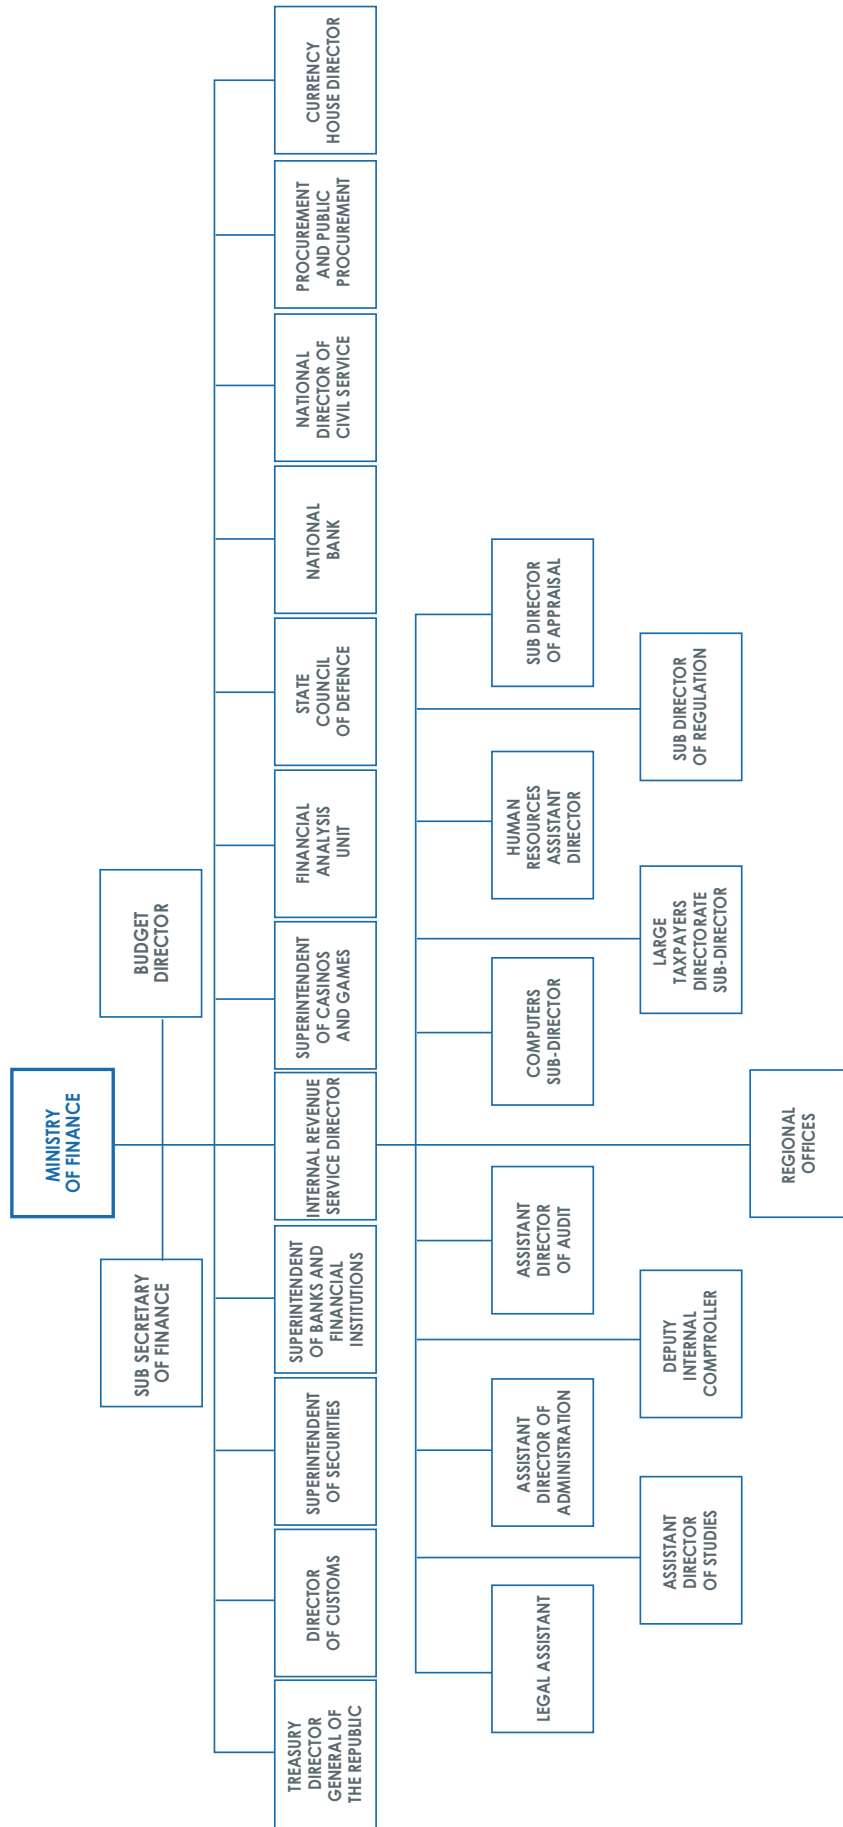 MINISTRY
OF FINANCE
SUB SECRETARY
OF FINANCE
BUDGET
DIRECTOR
TREASURY
DIRECTOR
GENERAL OF
THE REPUBLIC
DIRECTOR
OF CUSTOMS
SUPERINTENDENT
OF SECURITIES
SUPERINTENDENT
OF BANKS AND
FINANCIAL
INSTITUTIONS
INTERNAL REVENUE
SERVICE DIRECTOR
SUPERINTENDENT
OF CASINOS
AND GAMES
FINANCIAL
ANALYSIS
UNIT
STATE
COUNCIL
OF DEFENCE
NATIONAL
BANK
NATIONAL
DIRECTOR OF
CIVIL SERVICE
PROCUREMENT
AND PUBLIC
PROCUREMENT
CURRENCY
HOUSE DIRECTOR
LEGAL ASSISTANT
ASSISTANT
DIRECTOR OF
ADMINISTRATION
ASSISTANT
DIRECTOR
OF AUDIT
COMPUTERS
SUB-DIRECTOR
HUMAN
RESOURCES
ASSISTANT
DIRECTOR
SUB DIRECTOR
OF APPRAISAL
ASSISTANT
DIRECTOR
OF STUDIES
DEPUTY
INTERNAL
COMPTROLLER
LARGE
TAXPAYERS
DIRECTORATE
SUB-DIRECTOR
SUB DIRECTOR
OF REGULATION
REGIONAL
OFFICES